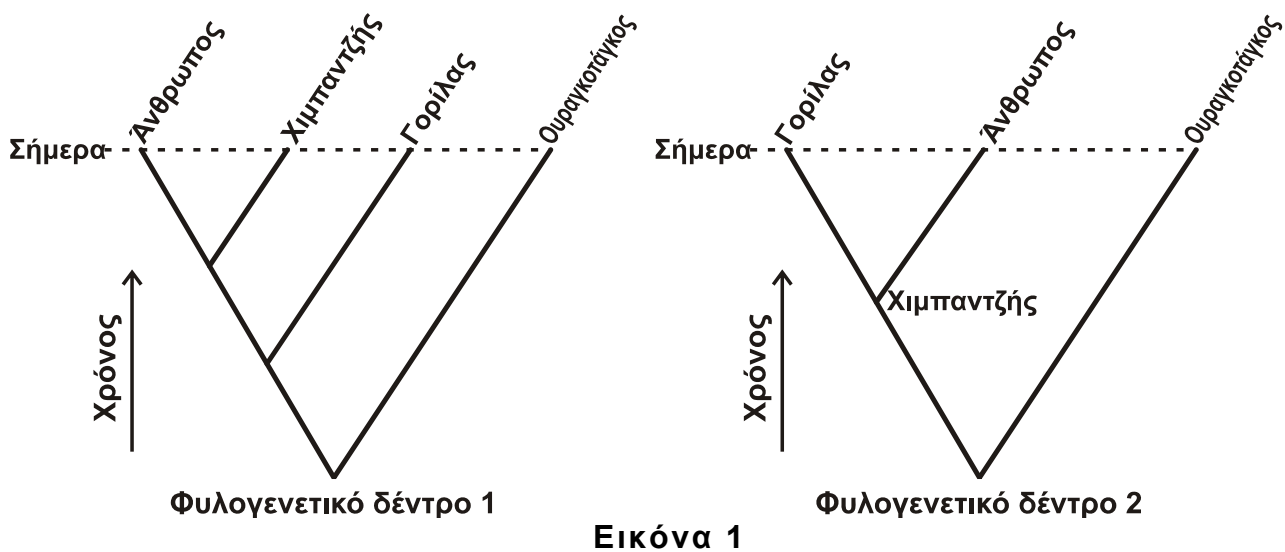 Άνθρωπος
Χιμπαντζής
Γορίλας
Ουραγκοτάγκος
Σήμερα
Χρόνος
Φυλογενετικό δέντρο 1
Γορίλας
Άνθρωπος
Ουραγκοτάγκος
Σήμερα
Χιμπαντζής
Χρόνος
Φυλογενετικό δέντρο 2
Εικόνα 1